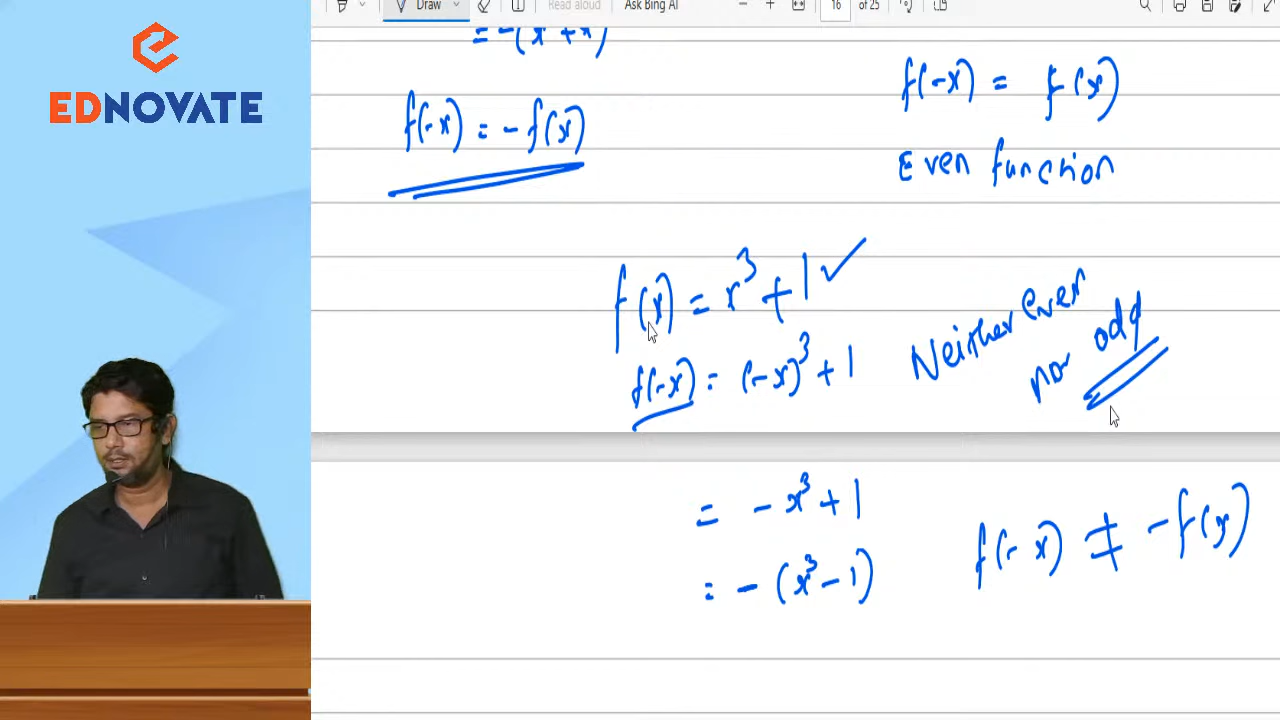 Draw
Read aloud
Ask Bing AI
16 of 25
EDNOVATE
= -(x + x)
f(-x) = -f(x)
f(-x) = f(x)
Even function
f(x) = x³ + 1 ✓
f(-x) = (-x)³ + 1
Neither even
nor odd
= -x³ + 1
= -(x³ - 1)
f(-x) ≠ -f(x)